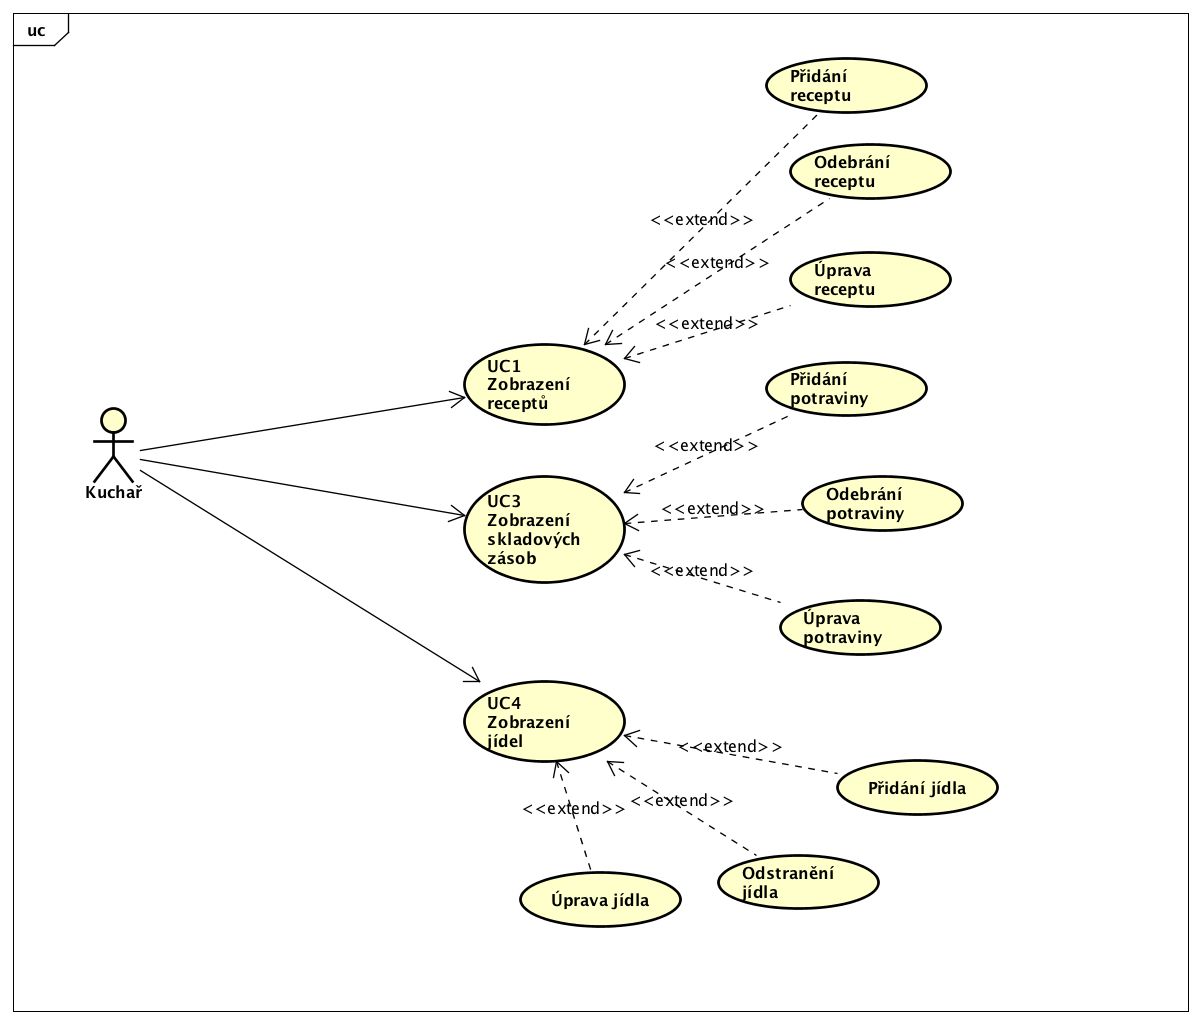 uc
Přidání
receptu
Odebrání
receptu
<<extend>>
<<extend>>
Úprava
receptu
<<extend>>
UC1
Zobrazení
receptů
Přidání
potraviny
Kuchař
<<extend>>
UC3
Zobrazení
skladových
zásob
Odebrání
potraviny
<<extend>>
<<extend>>
Úprava
potraviny
UC4
Zobrazení
jídel
<<extend>>
Přidání jídla
<<extend>>
<<extend>>
Odstranění
jídla
Úprava jídla